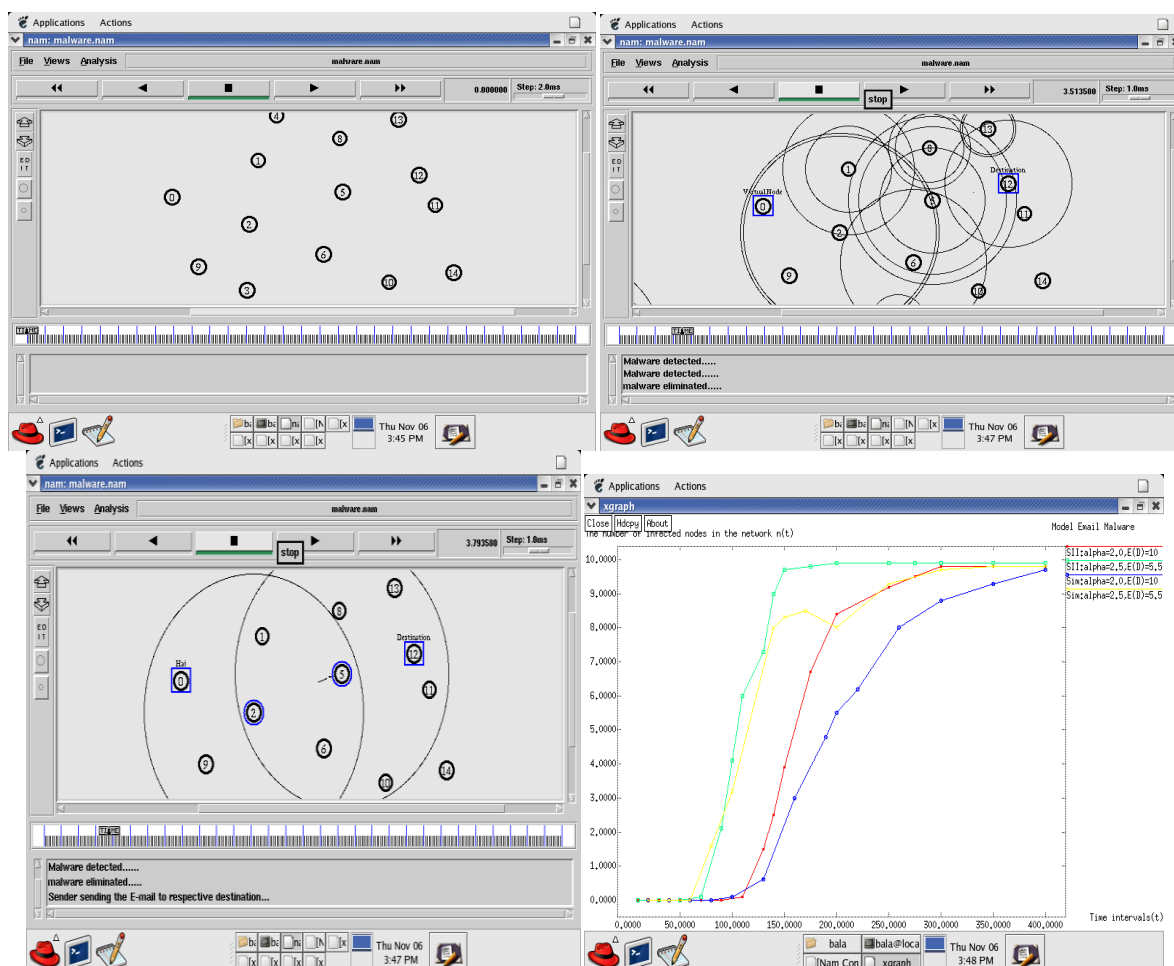 Applications Actions
nam: malware.nam
File Views Analysis malware.nam
0.000000 Step: 2.0ms
ED
IT
4
13
8
1
12
5
0
11
2
6
9
14
10
3
TIME
Thu Nov 06
3:45 PM
Applications Actions
nam: malware.nam
File Views Analysis malware.nam
stop
3.513580 Step: 1.0ms
ED
IT
13
8
1
Destination
12
VirtualNode
0
11
2
6
9
14
10
TIME
Malware detected.....
Malware detected......
malware eliminated.....
Thu Nov 06
3:47 PM
Applications Actions
nam: malware.nam
File Views Analysis malware.nam
stop
3.793580 Step: 1.0ms
ED
IT
13
8
1
Destination
12
Hai
0
5
11
2
6
9
14
10
TIME
Malware detected......
malware eliminated.....
Sender sending the E-mail to respective destination...
Thu Nov 06
3:47 PM
Applications Actions
xgraph
Close Hdcpy About
The number of infected nodes in the network n(t)
Model Email Malware
SII;alpha=2,0,E(D)=10
SII;alpha=2,5,E(D)=5,5
Sim;alpha=2,0,E(D)=10
Sim;alpha=2,5,E(D)=5,5
10,0000
9,0000
8,0000
7,0000
6,0000
5,0000
4,0000
3,0000
2,0000
1,0000
0,0000
Time intervals(t)
0,0000 50,0000 100,0000 150,0000 200,0000 250,0000 300,0000 350,0000 400,0000
bala bala@loca
[Nam Con xgraph
Thu Nov 06
3:48 PM